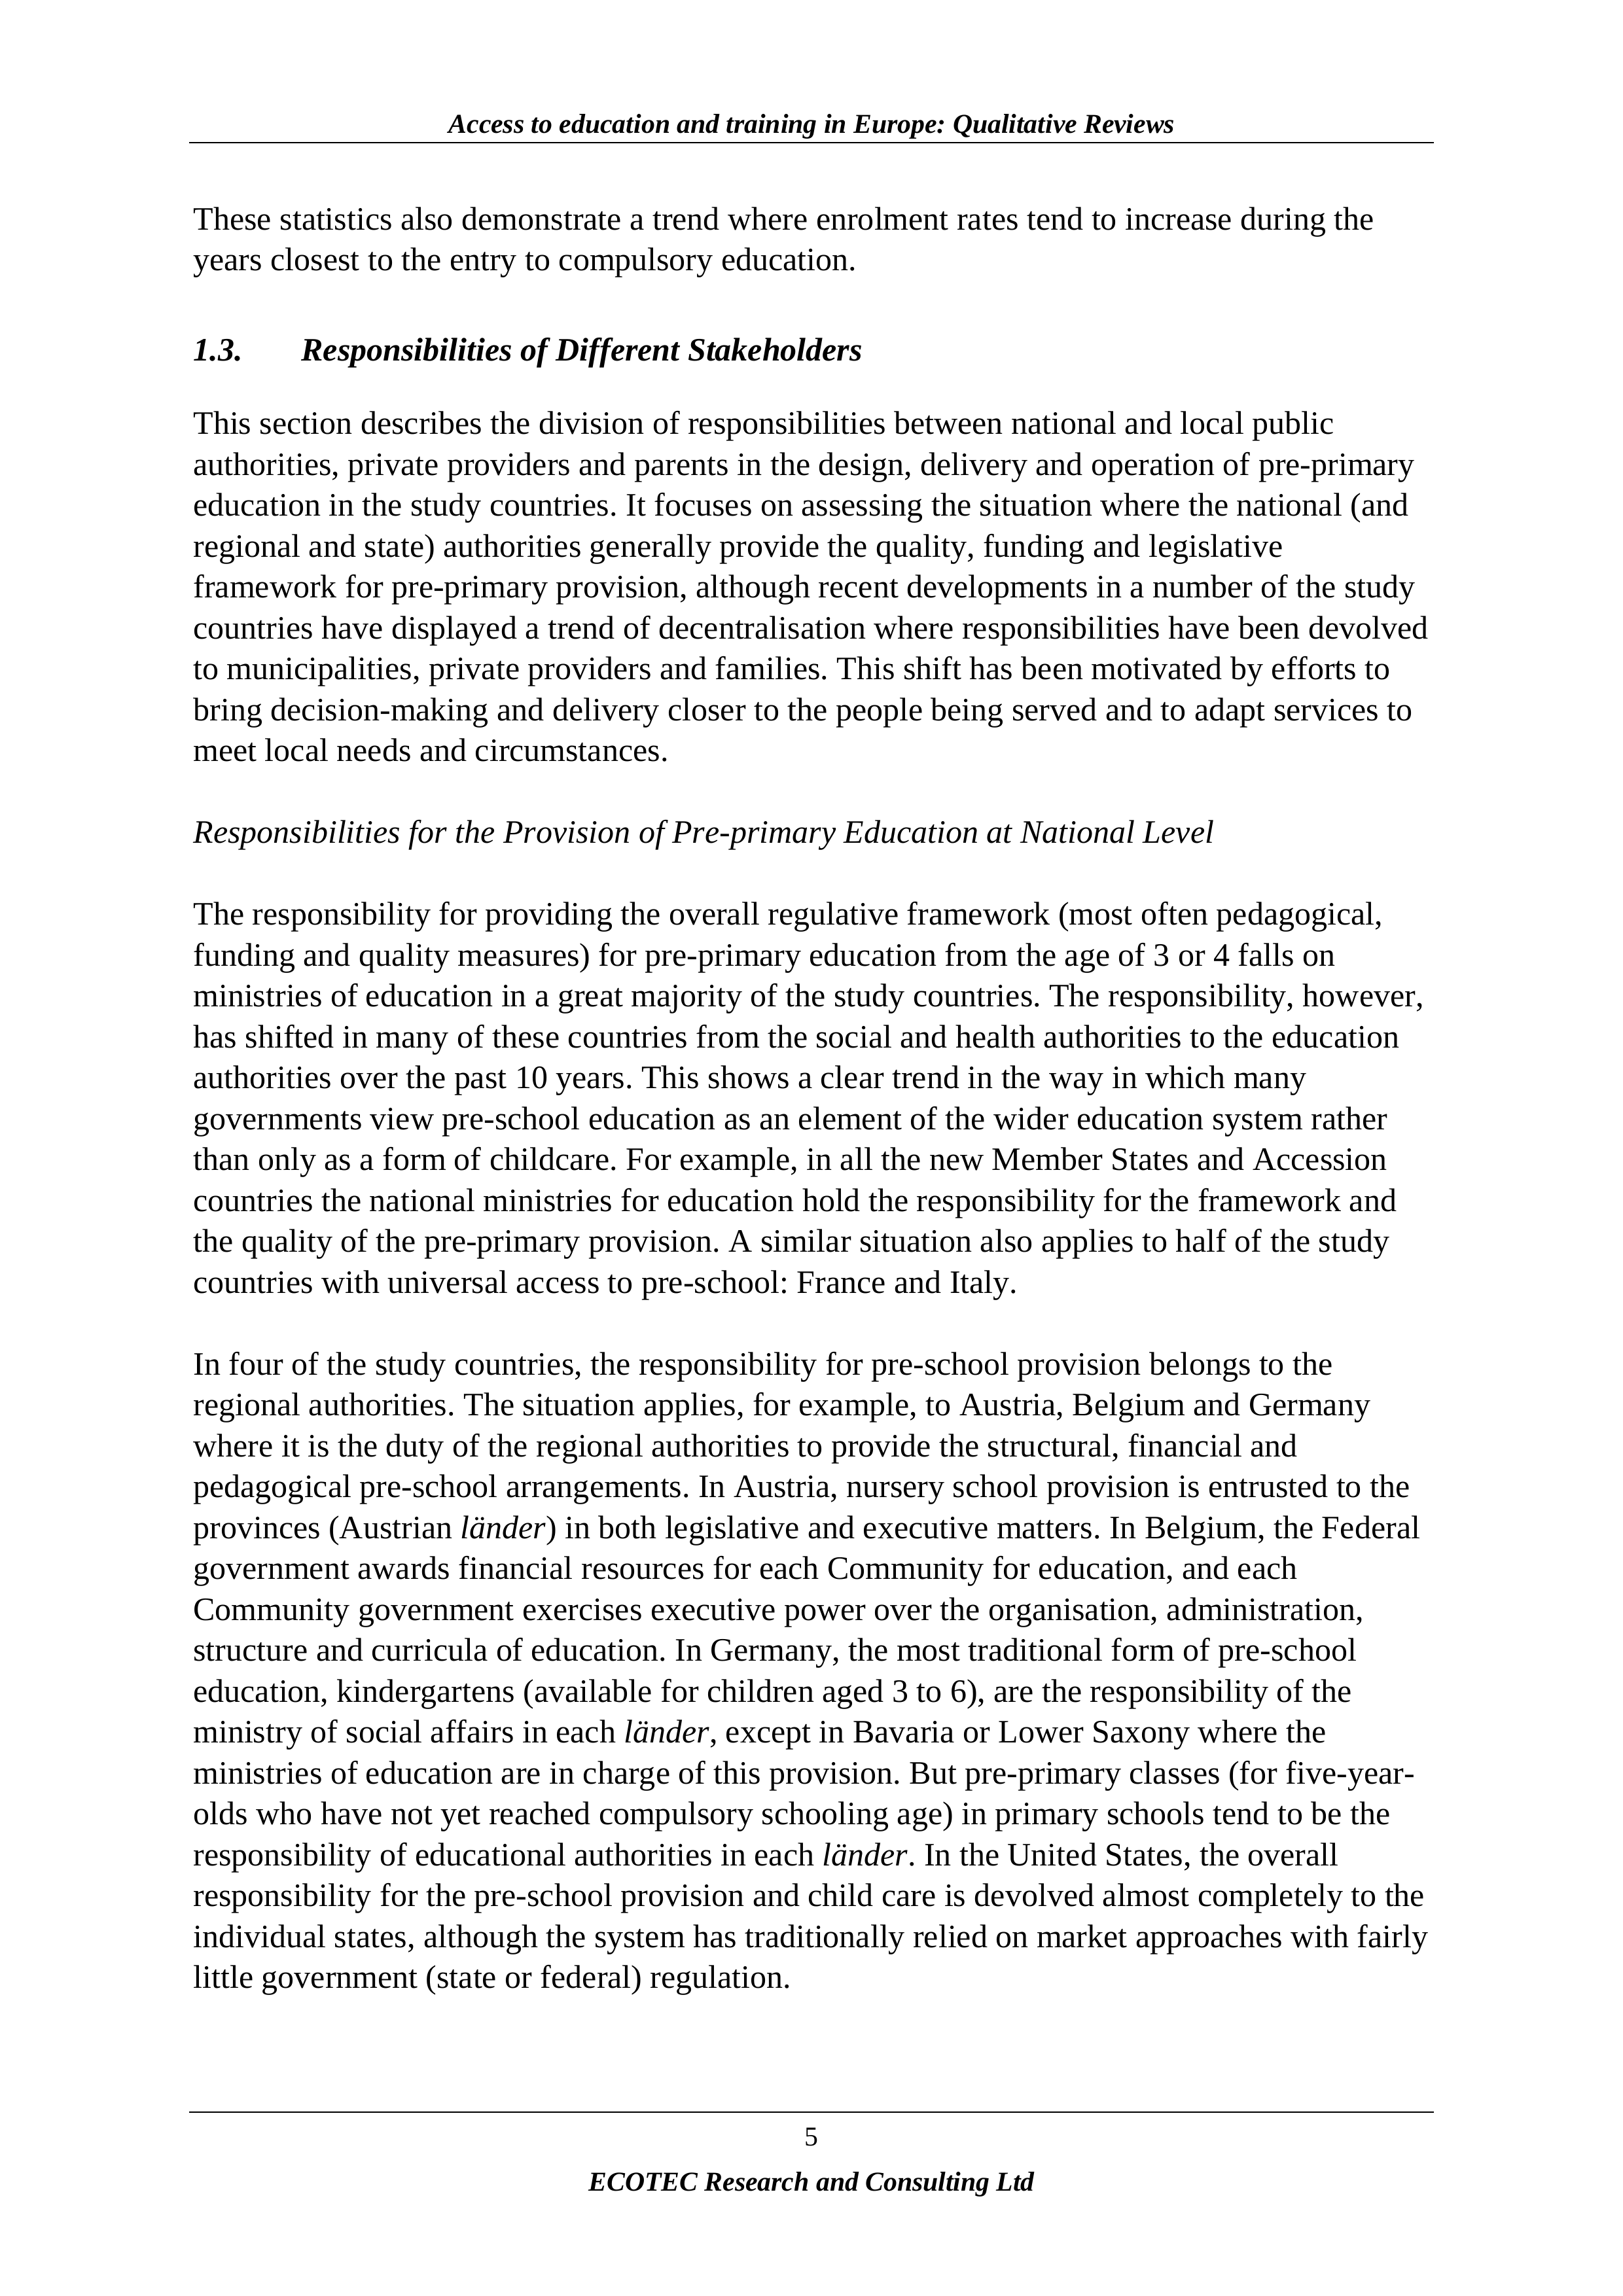 Access to education and training in Europe: Qualitative Reviews
These statistics also demonstrate a trend where enrolment rates tend to increase during the
years closest to the entry to compulsory education.
1.3. Responsibilities of Different Stakeholders
This section describes the division of responsibilities between national and local public
authorities, private providers and parents in the design, delivery and operation of pre-primary
education in the study countries. It focuses on assessing the situation where the national (and
regional and state) authorities generally provide the quality, funding and legislative
framework for pre-primary provision, although recent developments in a number of the study
countries have displayed a trend of decentralisation where responsibilities have been devolved
to municipalities, private providers and families. This shift has been motivated by efforts to
bring decision-making and delivery closer to the people being served and to adapt services to
meet local needs and circumstances.
Responsibilities for the Provision of Pre-primary Education at National Level
The responsibility for providing the overall regulative framework (most often pedagogical,
funding and quality measures) for pre-primary education from the age of 3 or 4 falls on
ministries of education in a great majority of the study countries. The responsibility, however,
has shifted in many of these countries from the social and health authorities to the education
authorities over the past 10 years. This shows a clear trend in the way in which many
governments view pre-school education as an element of the wider education system rather
than only as a form of childcare. For example, in all the new Member States and Accession
countries the national ministries for education hold the responsibility for the framework and
the quality of the pre-primary provision. A similar situation also applies to half of the study
countries with universal access to pre-school: France and Italy.
In four of the study countries, the responsibility for pre-school provision belongs to the
regional authorities. The situation applies, for example, to Austria, Belgium and Germany
where it is the duty of the regional authorities to provide the structural, financial and
pedagogical pre-school arrangements. In Austria, nursery school provision is entrusted to the
provinces (Austrian länder) in both legislative and executive matters. In Belgium, the Federal
government awards financial resources for each Community for education, and each
Community government exercises executive power over the organisation, administration,
structure and curricula of education. In Germany, the most traditional form of pre-school
education, kindergartens (available for children aged 3 to 6), are the responsibility of the
ministry of social affairs in each länder, except in Bavaria or Lower Saxony where the
ministries of education are in charge of this provision. But pre-primary classes (for five-year-
olds who have not yet reached compulsory schooling age) in primary schools tend to be the
responsibility of educational authorities in each länder. In the United States, the overall
responsibility for the pre-school provision and child care is devolved almost completely to the
individual states, although the system has traditionally relied on market approaches with fairly
little government (state or federal) regulation.
5
ECOTEC Research and Consulting Ltd